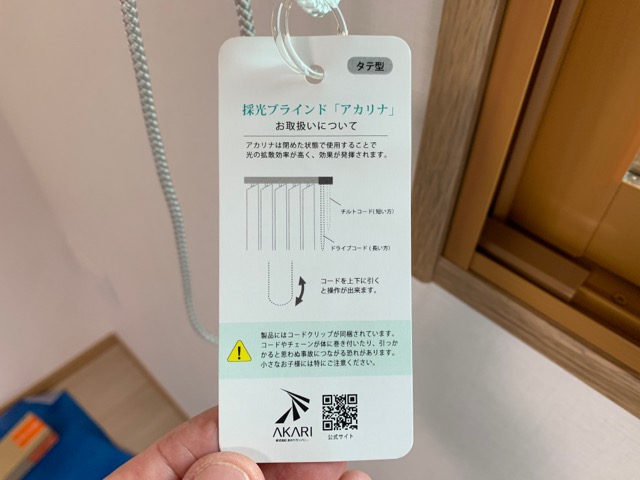 タテ型
採光ブラインド「アカリナ」
お取扱いについて
アカリナは閉めた状態で使用することで
光の拡散効率が高く、効果が発揮されます。
チルトコード(短い方)
ドライブコード(長い方)
コードを上下に引く
と操作が出来ます。
製品にはコードクリップが同梱されています。
コードやチェーンが体に巻き付いたり、引っか
かると思わぬ事故につながる恐れがあります。
小さなお子様には特にご注意ください。
AKARI
公式サイト